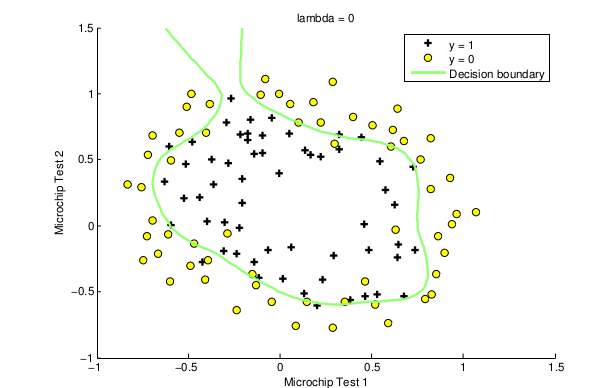 lambda = 0
1.5
y = 1
y = 0
Decision boundary
1
0.5
Microchip Test 2
0
−0.5
−1
−1
−0.5
0
0.5
1
1.5
Microchip Test 1